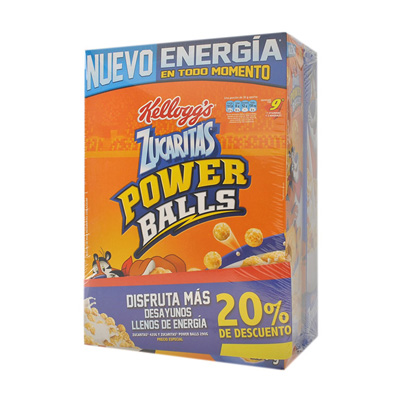 NUEVO ENERGÍA
EN TODO MOMENTO
Kellogg's
9
ZUCARITAS
POWER
BALLS
DISFRUTA MÁS
DESAYUNOS
LLENOS DE ENERGÍA
PRECIO ESPECIAL
20%
DE DESCUENTO